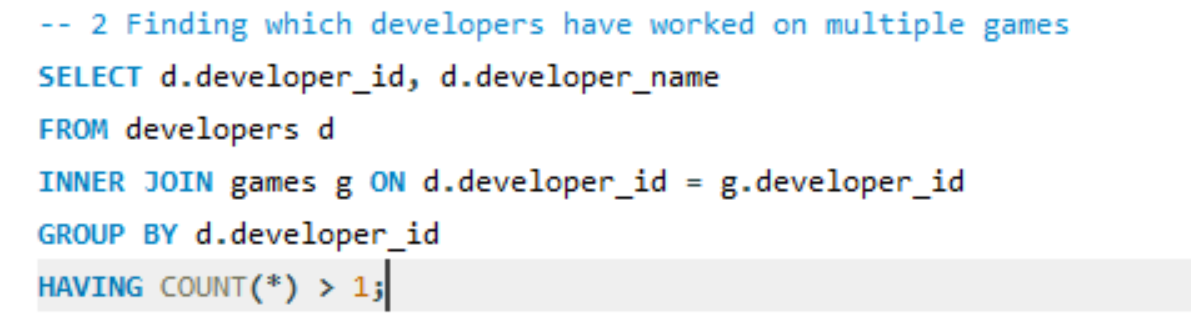 -- 2 Finding which developers have worked on multiple games
SELECT d.developer_id, d.developer_name
FROM developers d
INNER JOIN games g ON d.developer_id = g.developer_id
GROUP BY d.developer_id
HAVING COUNT(*) > 1;